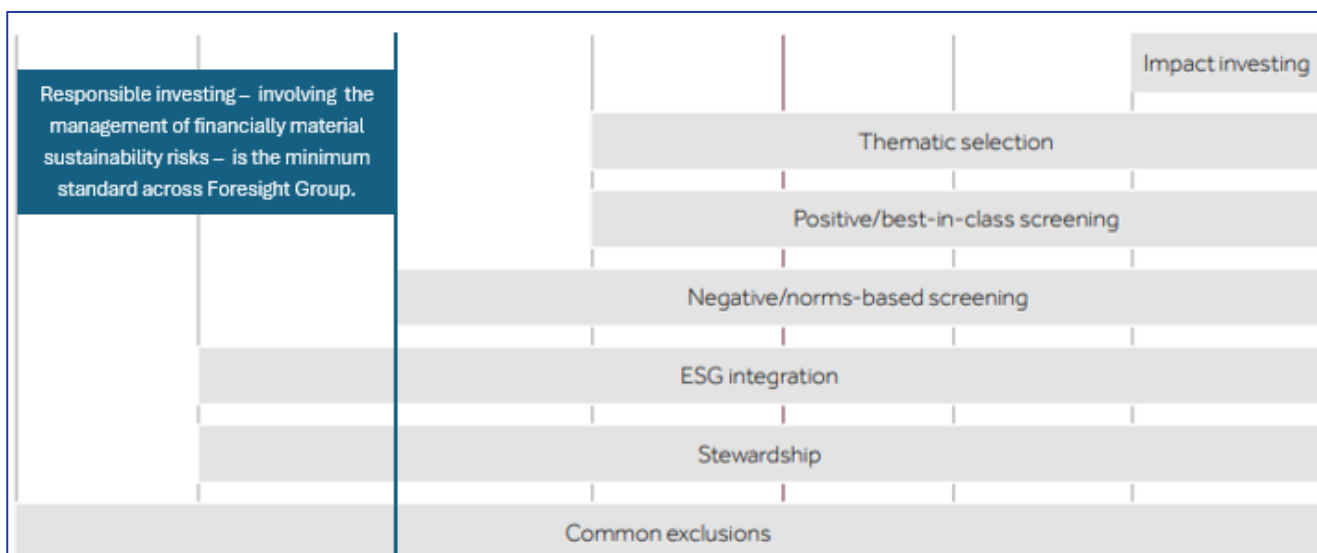 Impact investing
Responsible investing – involving the
management of financially material
sustainability risks – is the minimum
standard across Foresight Group.
Thematic selection
Positive/best-in-class screening
Negative/norms-based screening
ESG integration
Stewardship
Common exclusions